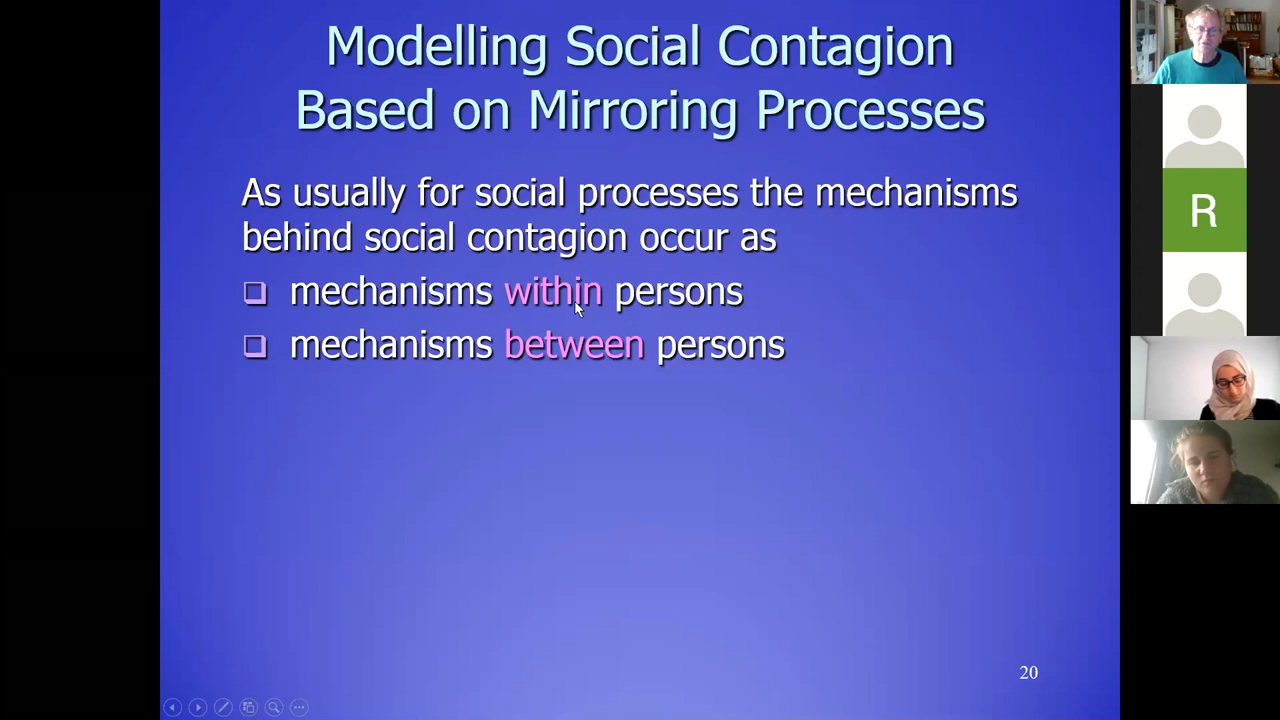 Modelling Social Contagion
Based on Mirroring Processes
As usually for social processes the mechanisms
behind social contagion occur as
mechanisms within persons
mechanisms between persons
20
R